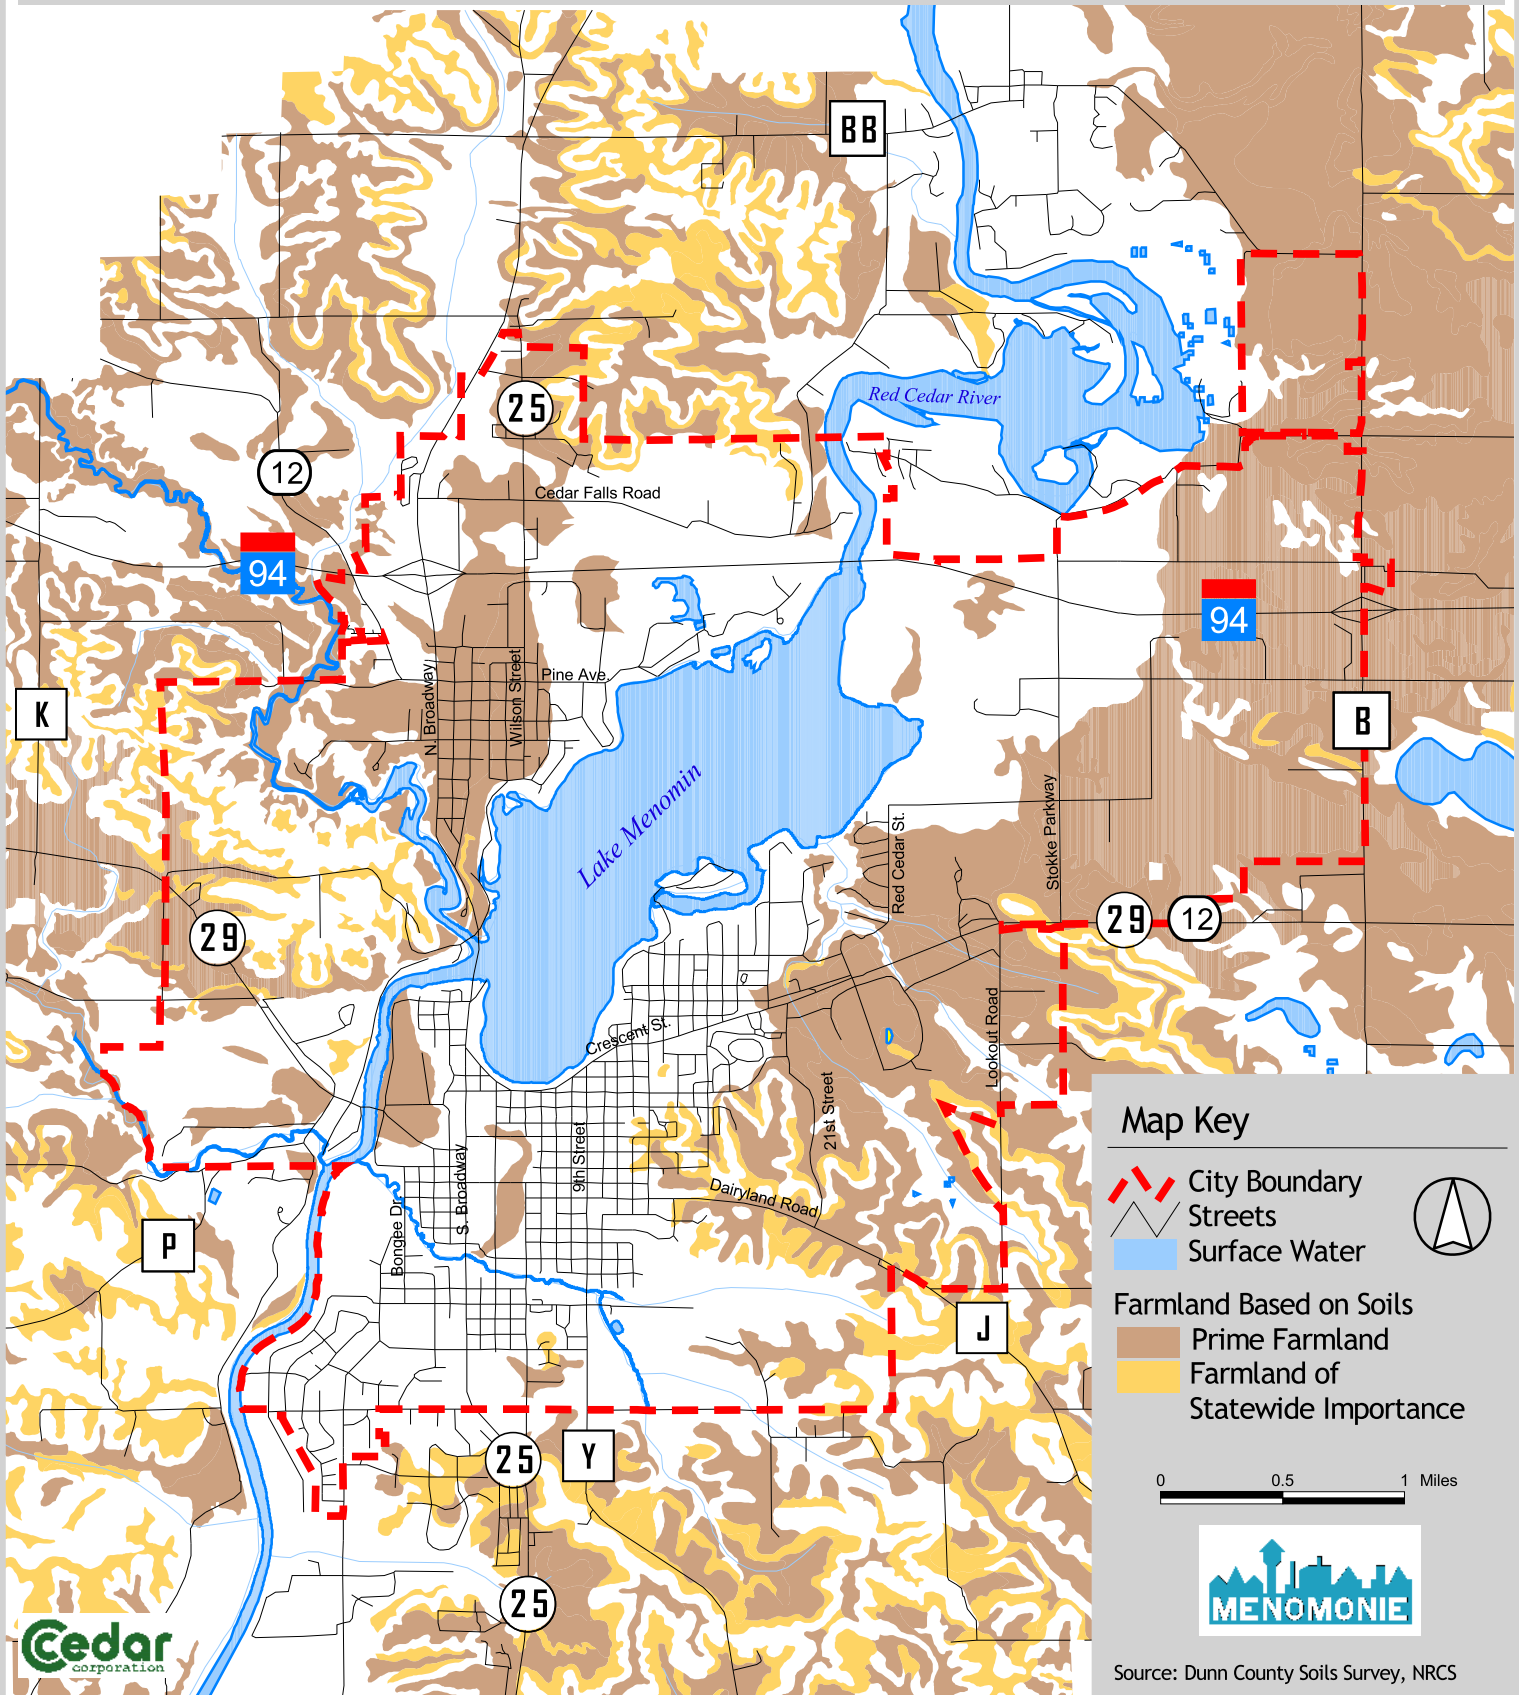 BB
Red Cedar River
25
12
Cedar Falls Road
94
94
Pine Ave.
N. Broadway
Wilson Street
K
B
Lake Menomin
Stokke Parkway
Red Cedar St.
29
29
12
Lookout Road
Crescent St.
21st Street
9th Street
S. Broadway
Bongee Dr.
Dairyland Road
P
J
25
Y
25
Map Key
City Boundary
Streets
Surface Water
Farmland Based on Soils
Prime Farmland
Farmland of
Statewide Importance
0 0.5 1 Miles
MENOMONIE
Cedar
corporation
Source: Dunn County Soils Survey, NRCS